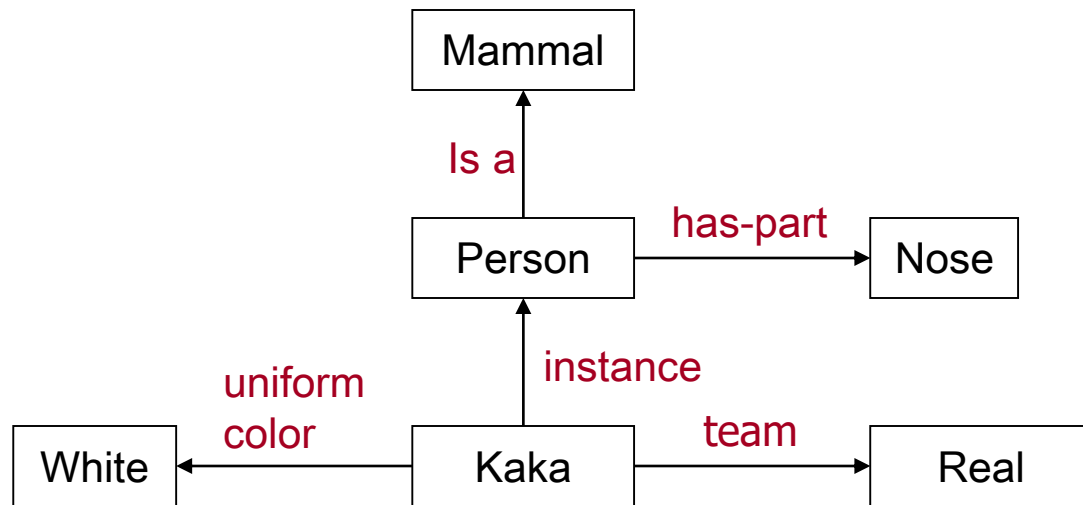 Mammal
Is a
has-part
Person
Nose
instance
uniform
color
team
White
Kaka
Real